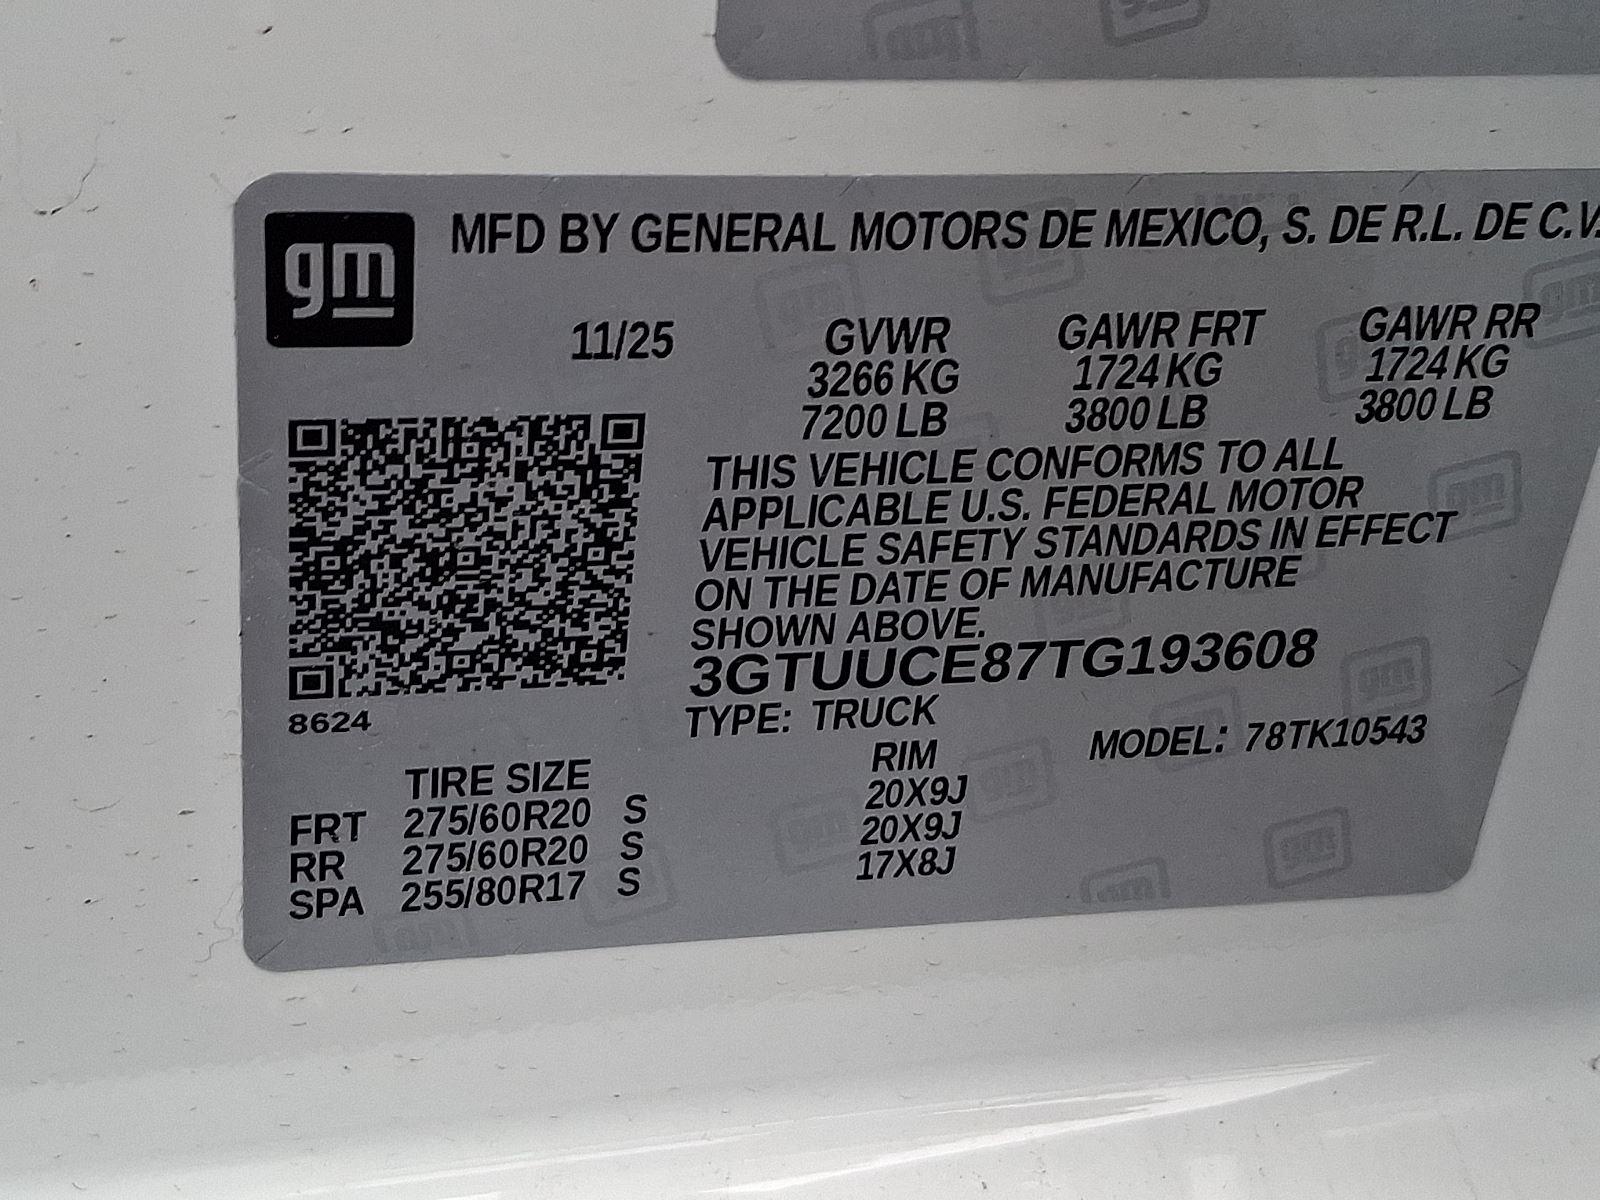 gm
MFD BY GENERAL MOTORS DE MEXICO, S. DE R.L. DE C.V.
11/25 GVWR GAWR FRT GAWR RR
3266 KG 1724 KG 1724 KG
7200 LB 3800 LB 3800 LB
THIS VEHICLE CONFORMS TO ALL
APPLICABLE U.S. FEDERAL MOTOR
VEHICLE SAFETY STANDARDS IN EFFECT
ON THE DATE OF MANUFACTURE
SHOWN ABOVE.
3GTUUCE87TG193608
8624
TYPE: TRUCK MODEL: 78TK10543
TIRE SIZE RIM
FRT 275/60R20 S 20X9J
RR 275/60R20 S 20X9J
SPA 255/80R17 S 17X8J